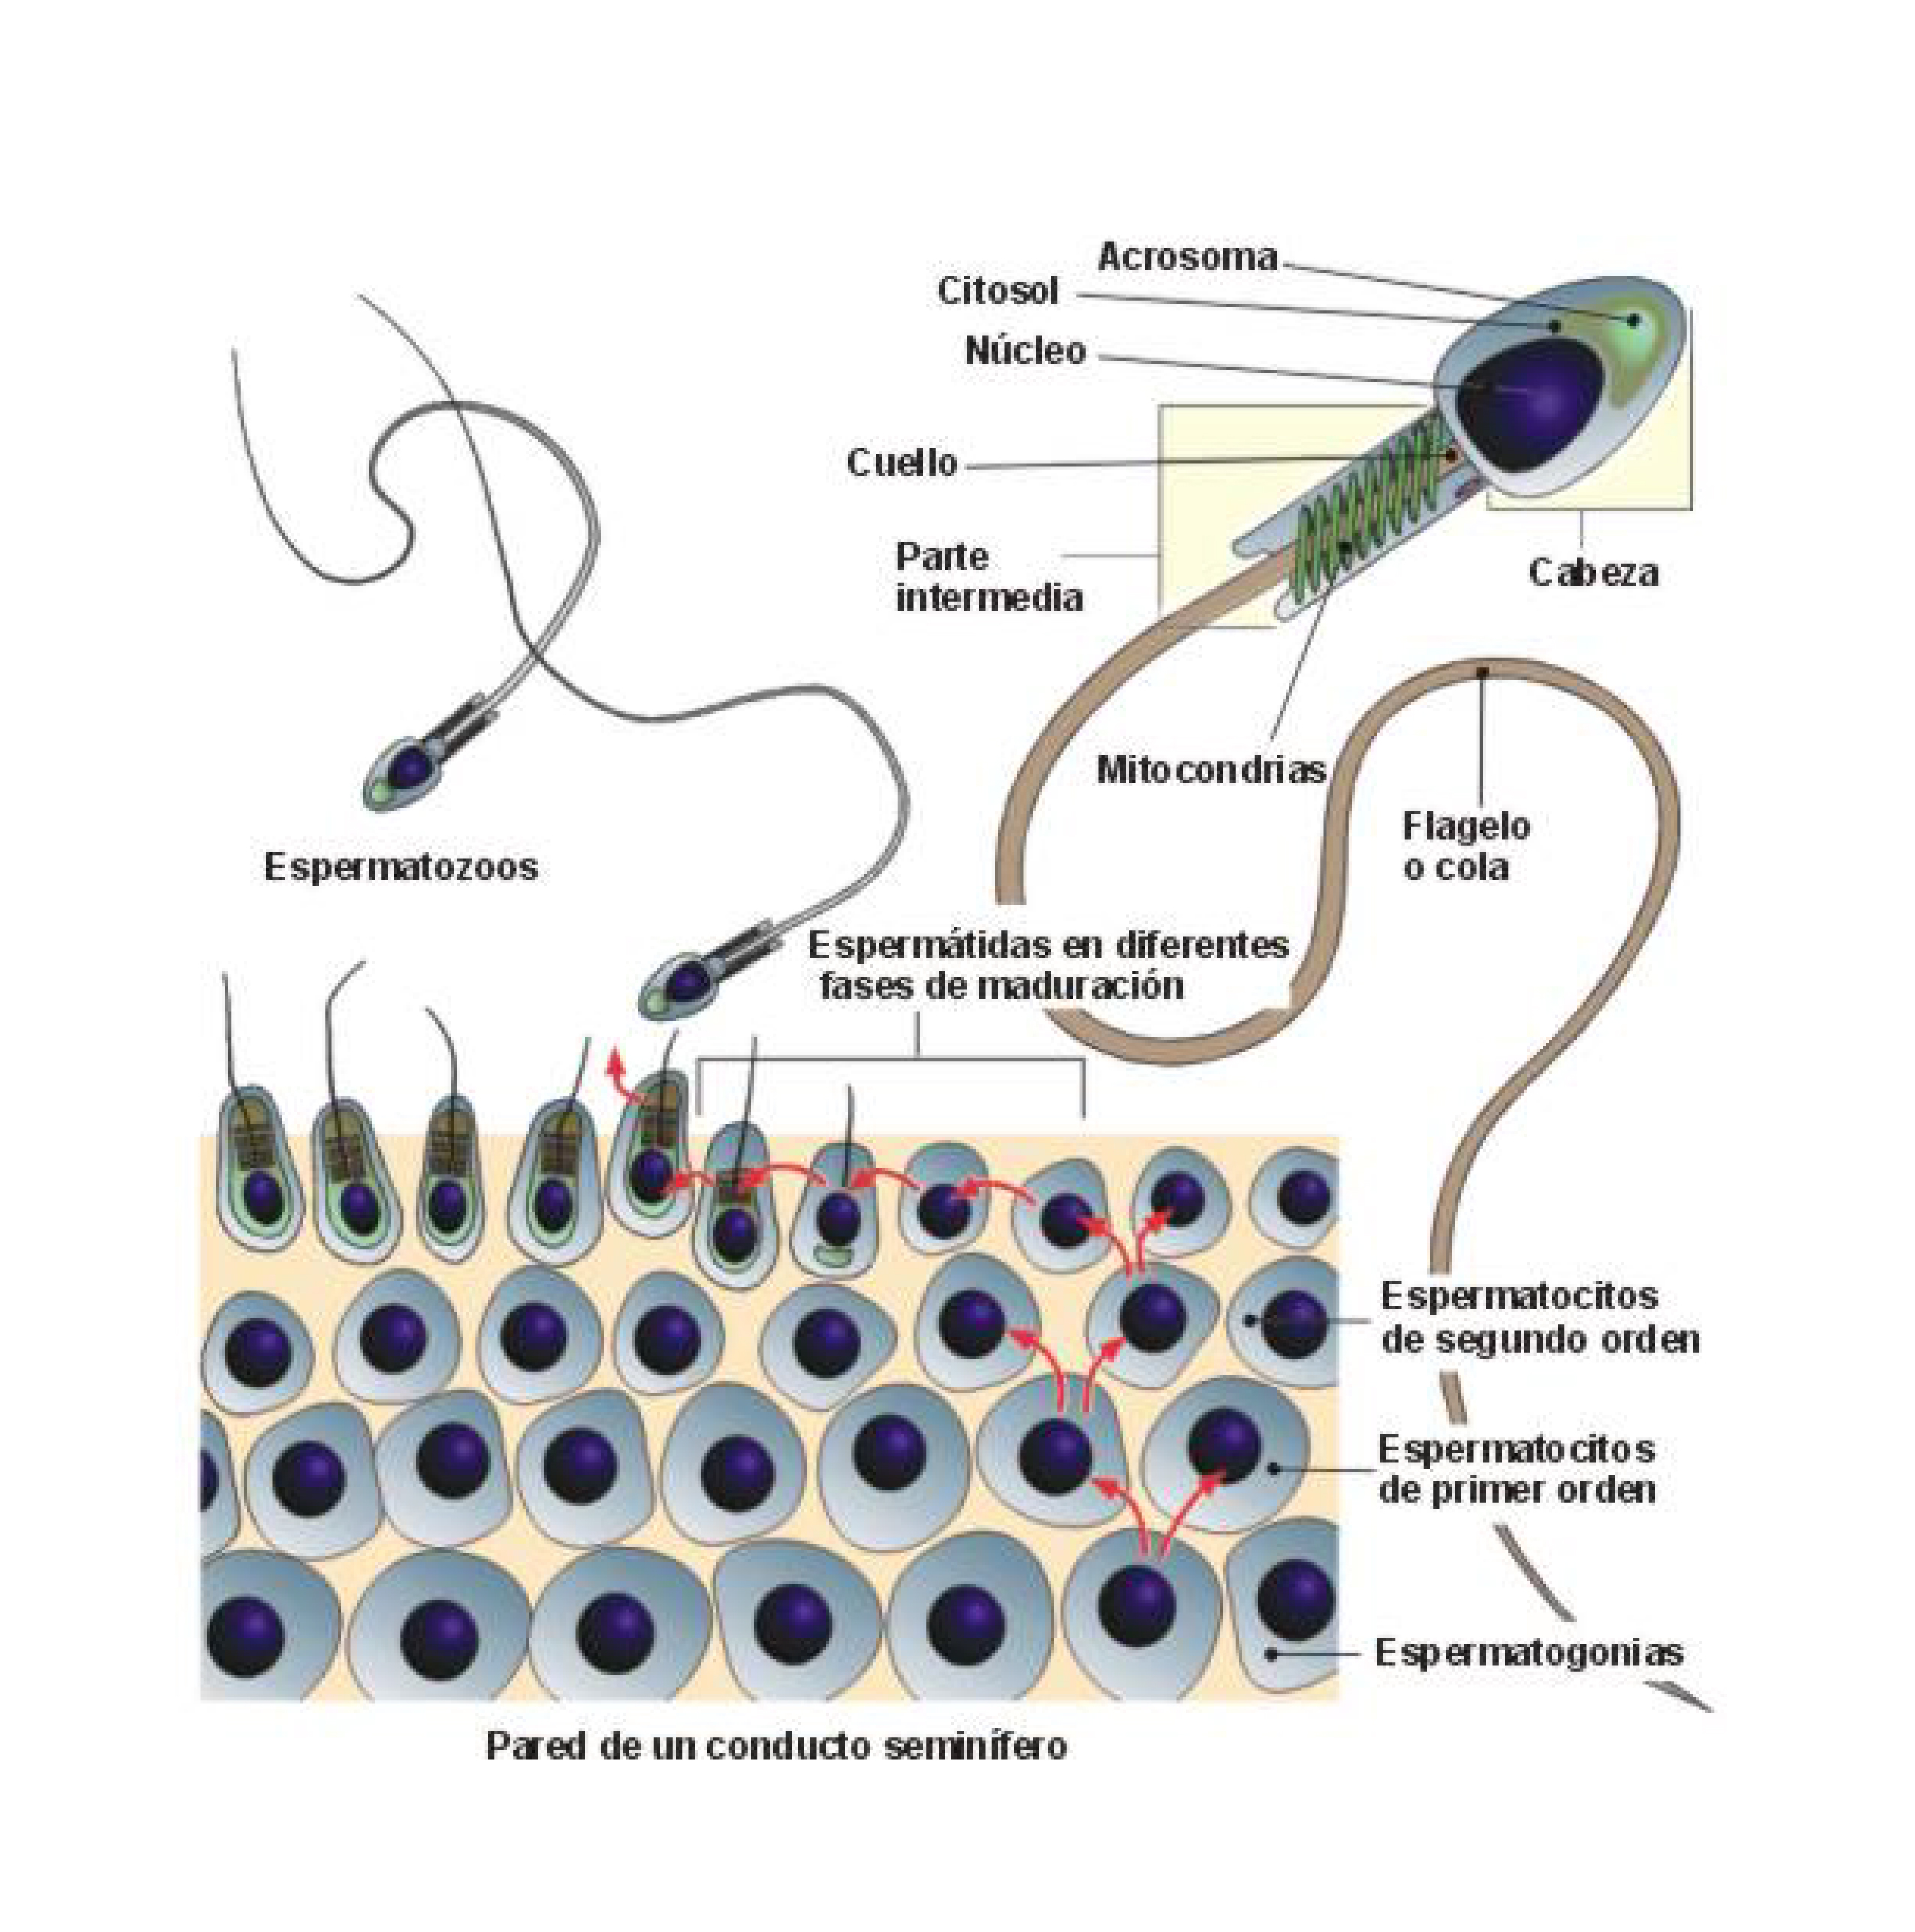 Acrosoma
Citosol
Núcleo
Cuello
Parte
intermedia
Cabeza
Mitocondrias
Flagelo
o cola
Espermatozoos
Espermátidas en diferentes
fases de maduración
Espermatocitos
de segundo orden
Espermatocitos
de primer orden
Espermatogonias
Pared de un conducto seminífero